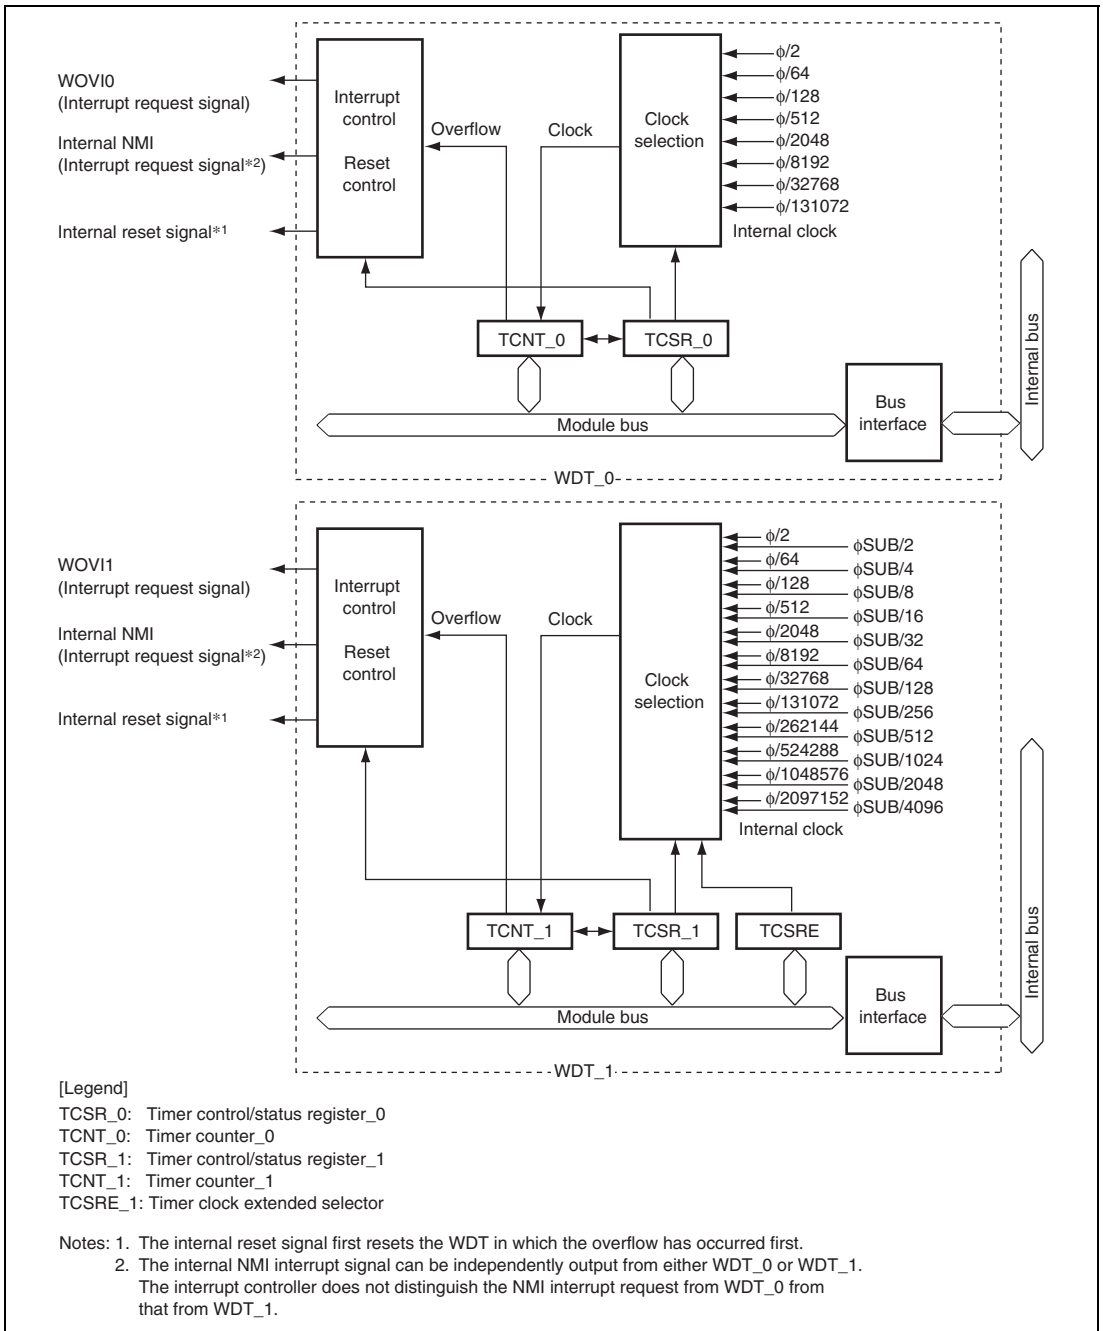 WOVI0
(Interrupt request signal)
Internal NMI
(Interrupt request signal*2)
Internal reset signal*1
Interrupt
control
Reset
control
Overflow
Clock
Clock
selection
ϕ/2
ϕ/64
ϕ/128
ϕ/512
ϕ/2048
ϕ/8192
ϕ/32768
ϕ/131072
Internal clock
TCNT_0
TCSR_0
Module bus
Bus
interface
Internal bus
WDT_0
WOVI1
(Interrupt request signal)
Internal NMI
(Interrupt request signal*2)
Internal reset signal*1
Interrupt
control
Reset
control
Overflow
Clock
Clock
selection
ϕ/2
ϕSUB/2
ϕ/64
ϕSUB/4
ϕ/128
ϕSUB/8
ϕ/512
ϕSUB/16
ϕ/2048
ϕSUB/32
ϕ/8192
ϕSUB/64
ϕ/32768
ϕSUB/128
ϕ/131072
ϕSUB/256
ϕ/262144
ϕSUB/512
ϕ/524288
ϕSUB/1024
ϕ/1048576
ϕSUB/2048
ϕ/2097152
ϕSUB/4096
Internal clock
TCNT_1
TCSR_1
TCSRE
Module bus
Bus
interface
Internal bus
WDT_1
[Legend]
TCSR_0: Timer control/status register_0
TCNT_0: Timer counter_0
TCSR_1: Timer control/status register_1
TCNT_1: Timer counter_1
TCSRE_1: Timer clock extended selector
Notes: 1. The internal reset signal first resets the WDT in which the overflow has occurred first.
2. The internal NMI interrupt signal can be independently output from either WDT_0 or WDT_1.
The interrupt controller does not distinguish the NMI interrupt request from WDT_0 from
that from WDT_1.